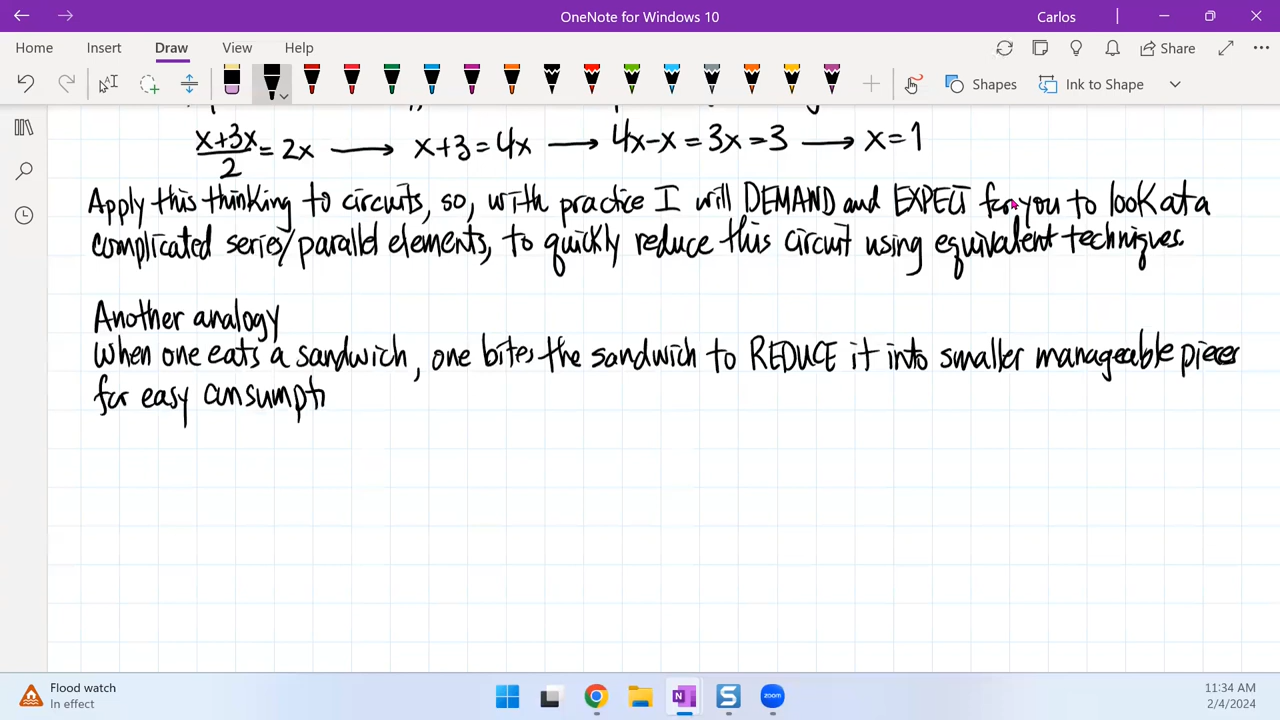 OneNote for Windows 10
Carlos
Home Insert Draw View Help
Share
Shapes
Ink to Shape
x+3x/2 = 2x → x+3=4x → 4x-x=3x=3 → x=1
Apply this thinking to circuits, so, with practice I will DEMAND and EXPECT for you to look at a
complicated series/parallel elements, to quickly reduce this circuit using equivalent techniques.
Another analogy
When one eats a sandwich, one bites the sandwich to REDUCE it into smaller manageable pieces
for easy consumpti
Flood watch
In effect
zoom
11:34 AM
2/4/2024